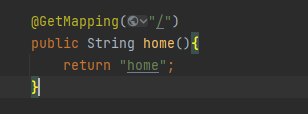 @GetMapping("/")
public String home(){
    return "home";
}